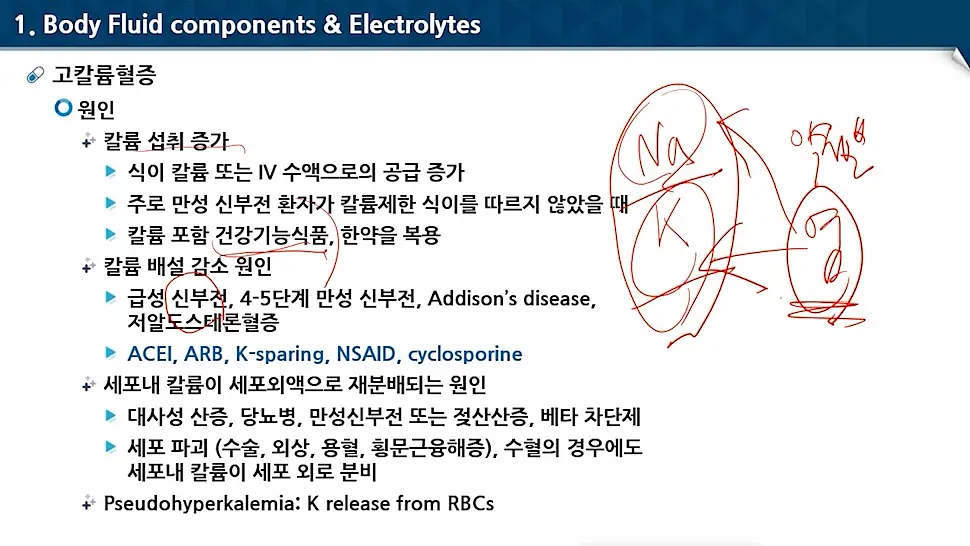 1. Body Fluid components & Electrolytes
고칼륨혈증
원인
칼륨 섭취 증가
식이 칼륨 또는 IV 수액으로의 공급 증가
주로 만성 신부전 환자가 칼륨제한 식이를 따르지 않았을 때
칼륨 포함 건강기능식품, 한약을 복용
칼륨 배설 감소 원인
급성 신부전, 4-5단계 만성 신부전, Addison's disease,
저알도스테론혈증
ACEI, ARB, K-sparing, NSAID, cyclosporine
세포내 칼륨이 세포외액으로 재분배되는 원인
대사성 산증, 당뇨병, 만성신부전 또는 젖산산증, 베타 차단제
세포 파괴 (수술, 외상, 용혈, 횡문근융해증), 수혈의 경우에도
세포내 칼륨이 세포 외로 분비
Pseudohyperkalemia: K release from RBCs
Na
K